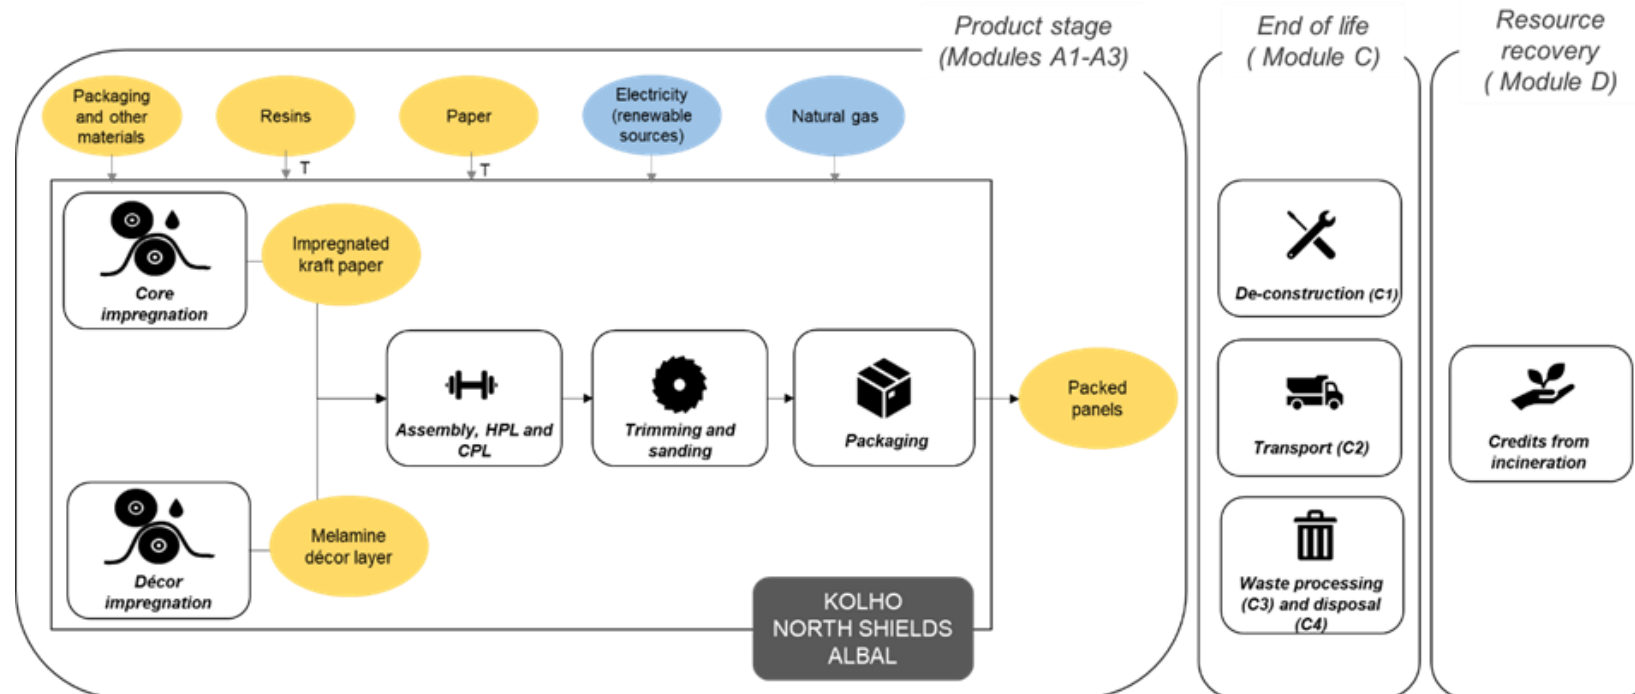 Product stage
(Modules A1-A3)
End of life
( Module C)
Resource
recovery
( Module D)
Packaging
and other
materials
Resins
Paper
Electricity
(renewable
sources)
Natural gas
T
T
Core
impregnation
Impregnated
kraft paper
De-construction (C1)
Assembly, HPL and
CPL
Trimming and
sanding
Packaging
Packed
panels
Transport (C2)
Credits from
incineration
Décor
impregnation
Melamine
décor layer
Waste processing
(C3) and disposal
(C4)
KOLHO
NORTH SHIELDS
ALBAL